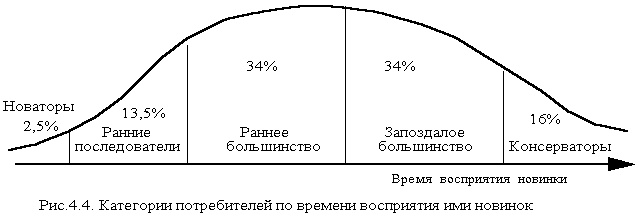 34%
34%
Новаторы
2,5%
13,5%
16%
Ранние
последователи
Раннее
большинство
Запоздалое
большинство
Консерваторы
Время восприятия новинки
Рис.4.4. Категории потребителей по времени восприятия ими новинок